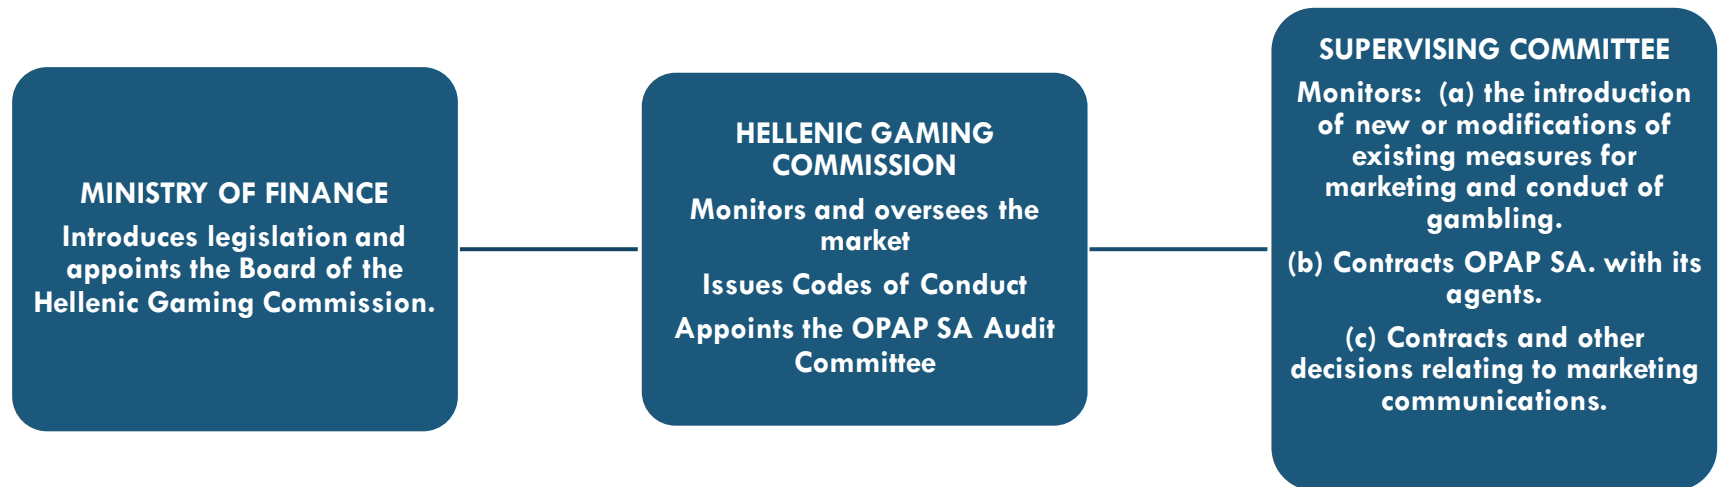 MINISTRY OF FINANCE
Introduces legislation and
appoints the Board of the
Hellenic Gaming Commission.
HELLENIC GAMING
COMMISSION
Monitors and oversees the
market
Issues Codes of Conduct
Appoints the OPAP SA Audit
Committee
SUPERVISING COMMITTEE
Monitors: (a) the introduction
of new or modifications of
existing measures for
marketing and conduct of
gambling.
(b) Contracts OPAP SA. with its
agents.
(c) Contracts and other
decisions relating to marketing
communications.